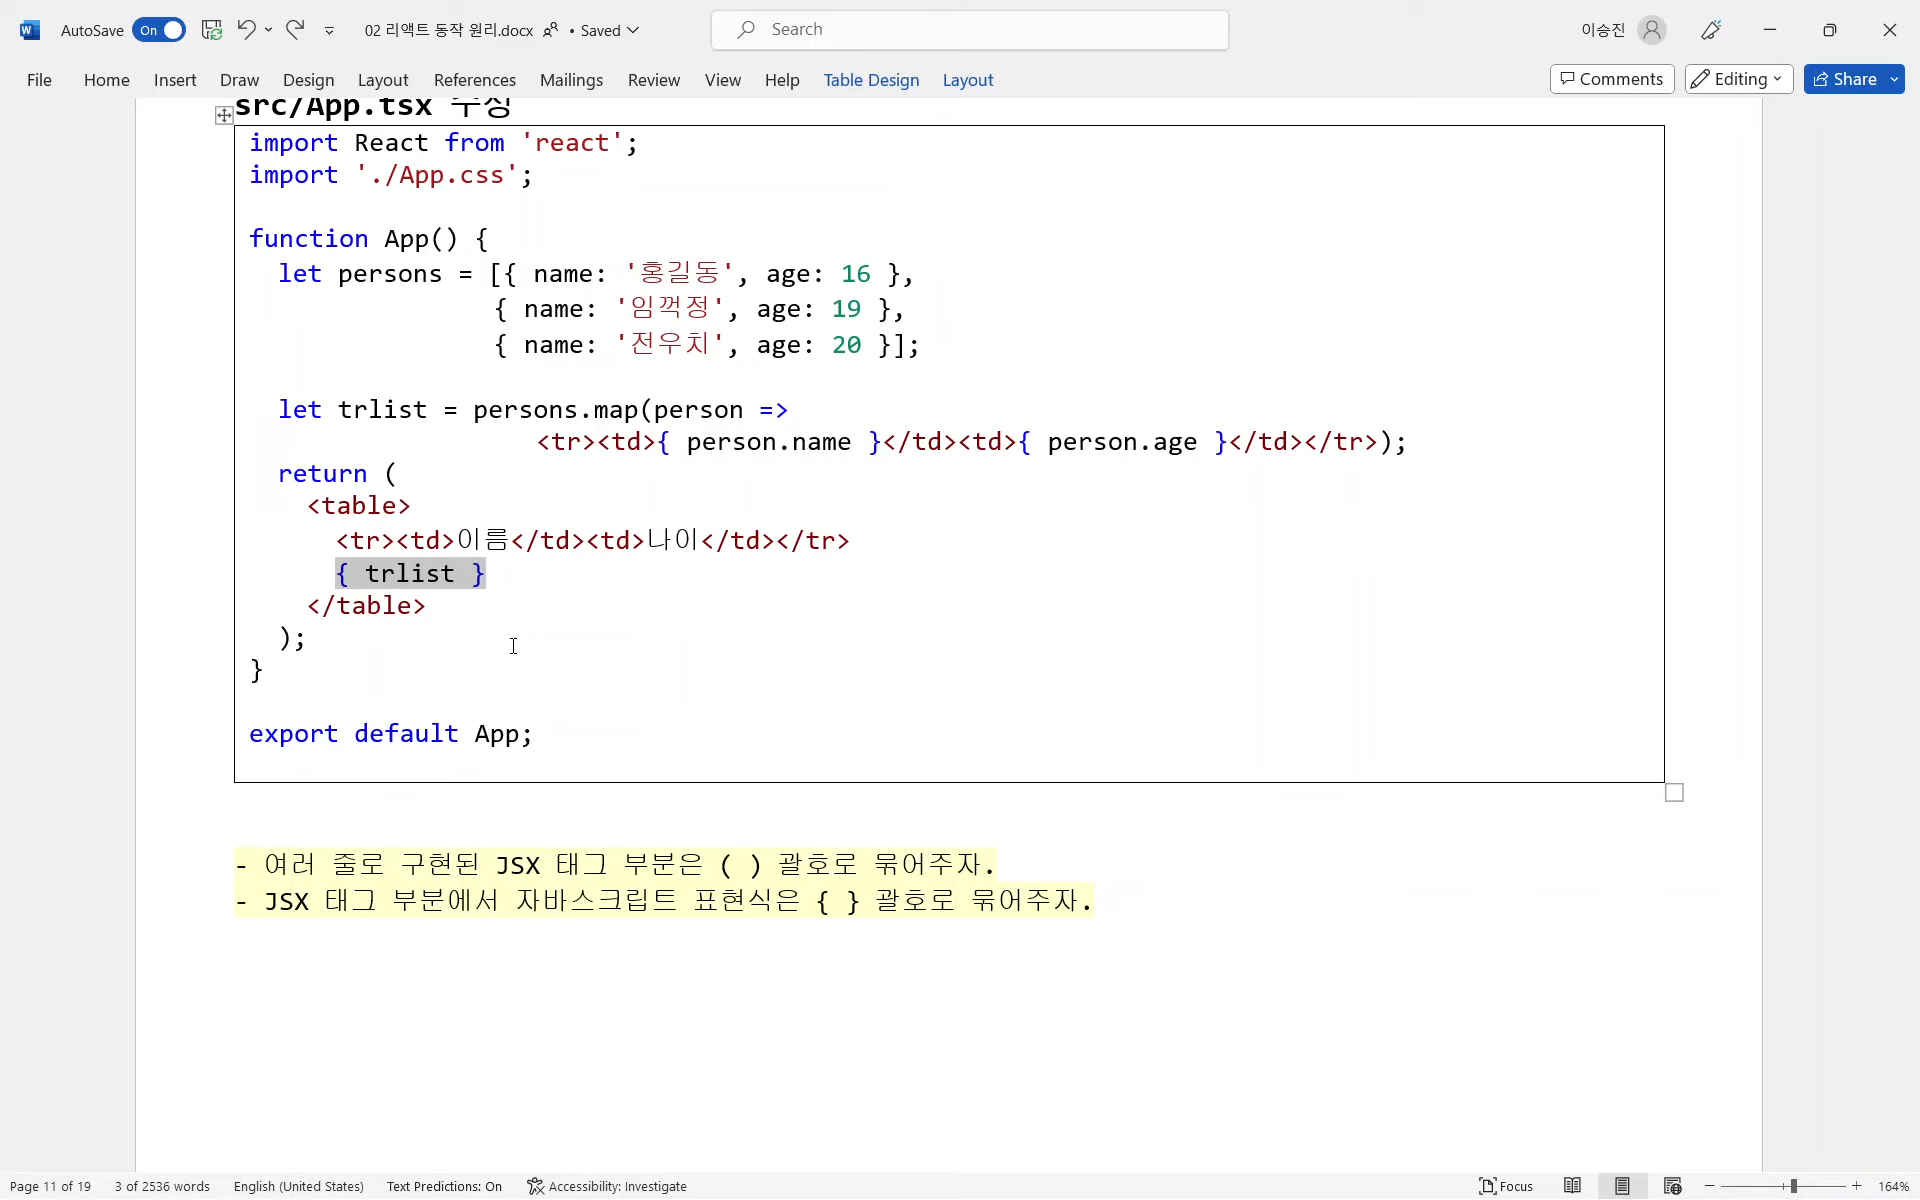 AutoSave On 02 리액트 동작 원리.docx • Saved Search 이승진
File Home Insert Draw Design Layout References Mailings Review View Help Table Design Layout Comments Editing Share
src/App.tsx 수정
import React from 'react';
import './App.css';
function App() {
let persons = [{ name: '홍길동', age: 16 },
{ name: '임꺽정', age: 19 },
{ name: '전우치', age: 20 }];
let trlist = persons.map(person =>
<tr><td>{ person.name }</td><td>{ person.age }</td></tr>);
return (
<table>
<tr><td>이름</td><td>나이</td></tr>
{ trlist }
</table>
);
}
export default App;
- 여러 줄로 구현된 JSX 태그 부분은 ( ) 괄호로 묶어주자.
- JSX 태그 부분에서 자바스크립트 표현식은 { } 괄호로 묶어주자.
Page 11 of 19 3 of 2536 words English (United States) Text Predictions: On Accessibility: Investigate Focus 164%